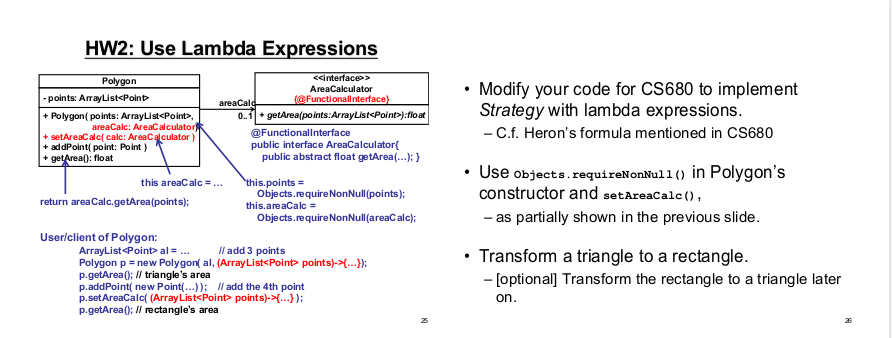 HW2: Use Lambda Expressions
Polygon
- points: ArrayList<Point>
+ Polygon( points: ArrayList<Point>,
areaCalc: AreaCalculator)
+ setAreaCalc( calc: AreaCalculator )
+ addPoint( point: Point )
+ getArea(): float
areaCalc
0..1
<<interface>>
AreaCalculator
{@FunctionalInterface}
+ getArea(points:ArrayList<Point>):float
@FunctionalInterface
public interface AreaCalculator{
public abstract float getArea(…); }
this areaCalc = …
return areaCalc.getArea(points);
this.points =
Objects.requireNonNull(points);
this.areaCalc =
Objects.requireNonNull(areaCalc);
User/client of Polygon:
ArrayList<Point> al = … // add 3 points
Polygon p = new Polygon( al, (ArrayList<Point> points)->{…});
p.getArea(); // triangle's area
p.addPoint( new Point(…) ); // add the 4th point
p.setAreaCalc( (ArrayList<Point> points)->{…} );
p.getArea(); // rectangle's area
25
• Modify your code for CS680 to implement
Strategy with lambda expressions.
– C.f. Heron's formula mentioned in CS680
• Use Objects.requireNonNull() in Polygon's
constructor and setAreaCalc(),
– as partially shown in the previous slide.
• Transform a triangle to a rectangle.
– [optional] Transform the rectangle to a triangle later
on.
26